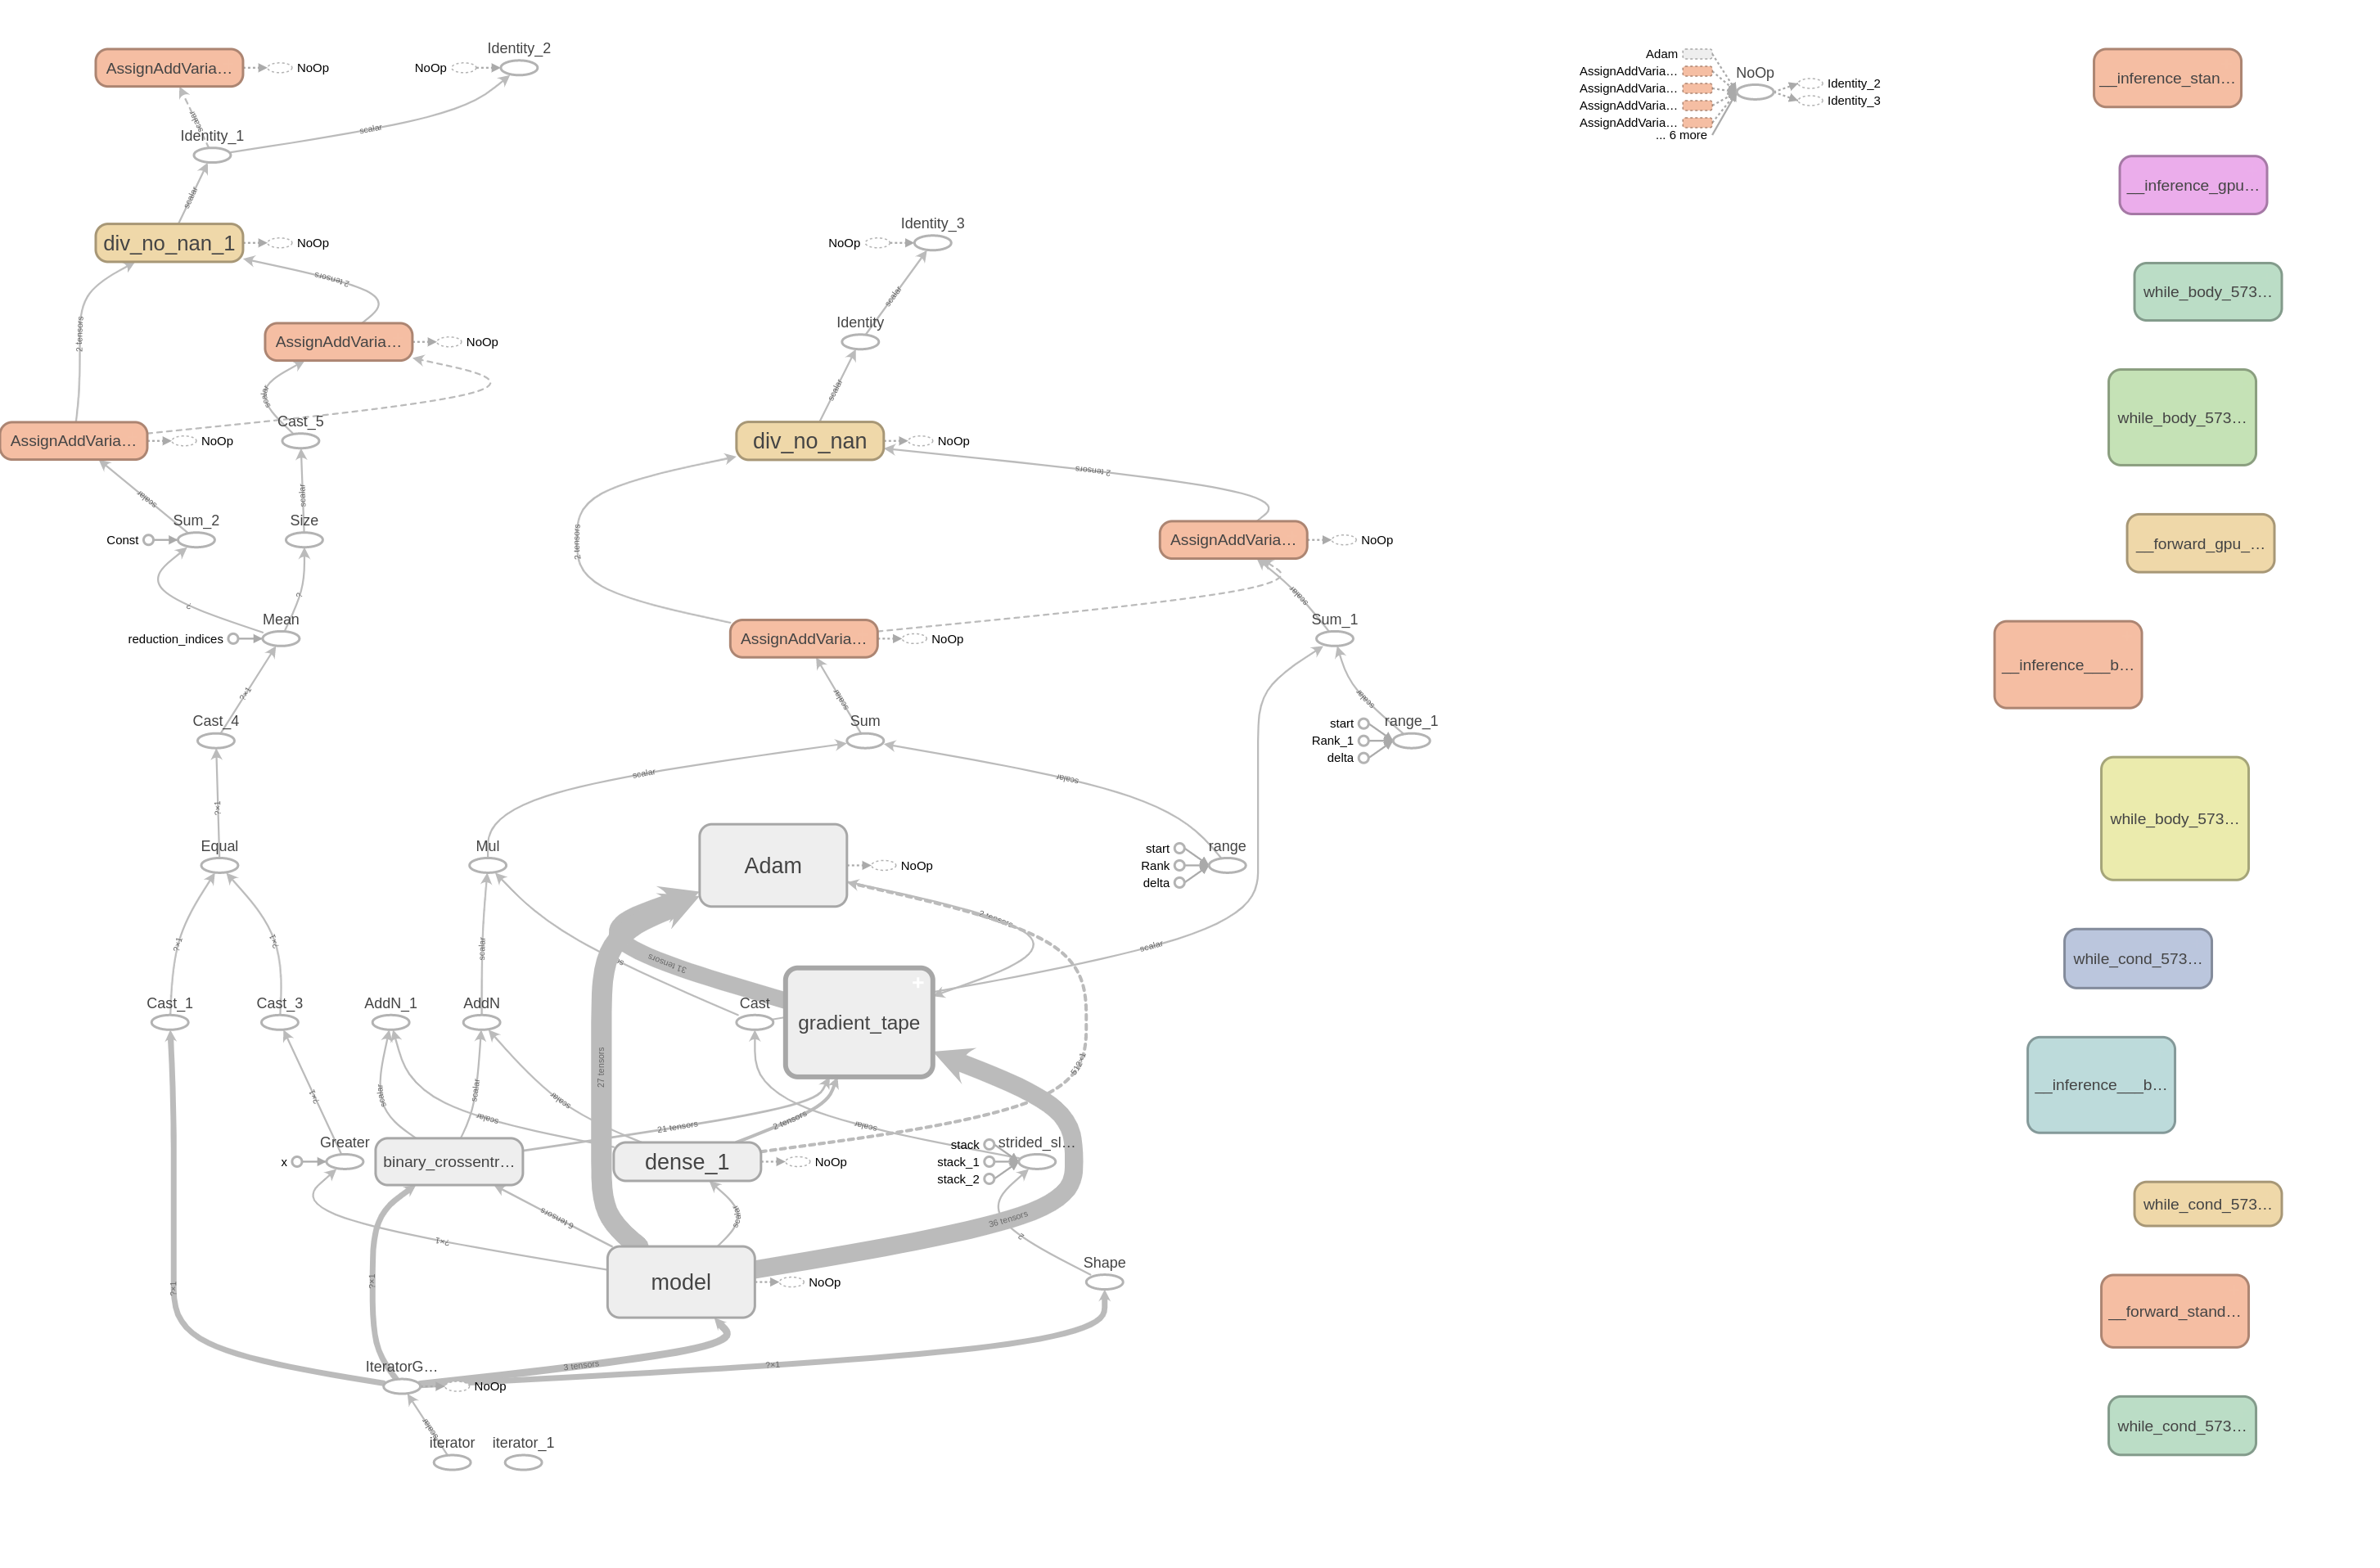 Identity_2
AssignAddVaria…
NoOp
NoOp
scalar
scalar
Identity_1
scalar
div_no_nan_1
NoOp
2 tensors
2 tensors
AssignAddVaria…
NoOp
scalar
Cast_5
AssignAddVaria…
NoOp
scalar
scalar
Sum_2
Size
Const
?
?
Mean
reduction_indices
?×1
Cast_4
?×1
Equal
?×1
?×1
Cast_1
Cast_3
?×1
Greater
x
?×1
?×1
Identity_3
NoOp
scalar
Identity
scalar
div_no_nan
NoOp
2 tensors
2 tensors
AssignAddVaria…
NoOp
scalar
AssignAddVaria…
NoOp
Sum_1
scalar
scalar
Sum
start
range_1
Rank_1
delta
scalar
scalar
Mul
Adam
NoOp
start
range
Rank
delta
scalar
2 tensors
31 tensors
scalar
AddN_1
AddN
Cast
gradient_tape
27 tensors
512×1
scalar
scalar
scalar
scalar
21 tensors
2 tensors
scalar
binary_crossentr…
dense_1
NoOp
stack
strided_sl…
stack_1
stack_2
6 tensors
scalar
36 tensors
?
?×1
model
NoOp
Shape
IteratorG…
NoOp
3 tensors
?×1
scalar
iterator
iterator_1
Adam
AssignAddVaria…
AssignAddVaria…
AssignAddVaria…
AssignAddVaria…
... 6 more
NoOp
Identity_2
Identity_3
__inference_stan…
__inference_gpu…
while_body_573…
while_body_573…
__forward_gpu_…
__inference___b…
while_body_573…
while_cond_573…
__inference___b…
while_cond_573…
__forward_stand…
while_cond_573…